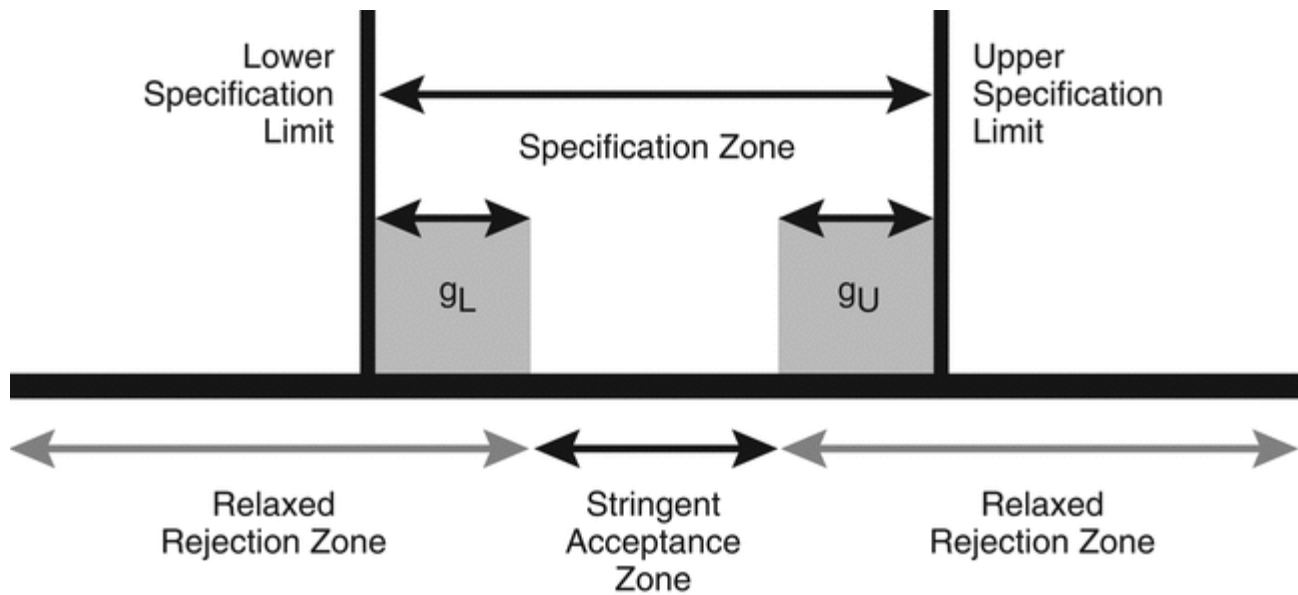 Lower
Specification
Limit
Upper
Specification
Limit
Specification Zone
gL
gU
Relaxed
Rejection Zone
Stringent
Acceptance
Zone
Relaxed
Rejection Zone